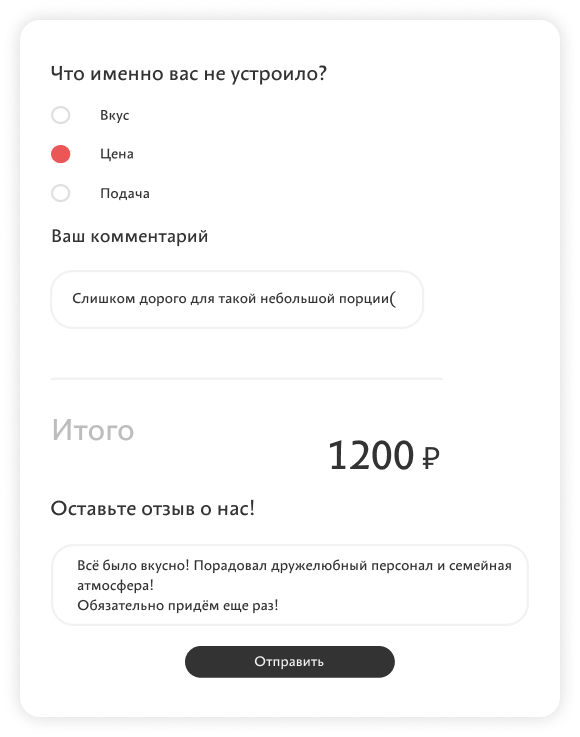 Что именно вас не устроило?
Вкус
Цена
Подача
Ваш комментарий
Слишком дорого для такой небольшой порции(
Итого
1200 ₽
Оставьте отзыв о нас!
Всё было вкусно! Порадовал дружелюбный персонал и семейная
атмосфера!
Обязательно придём еще раз!
Отправить